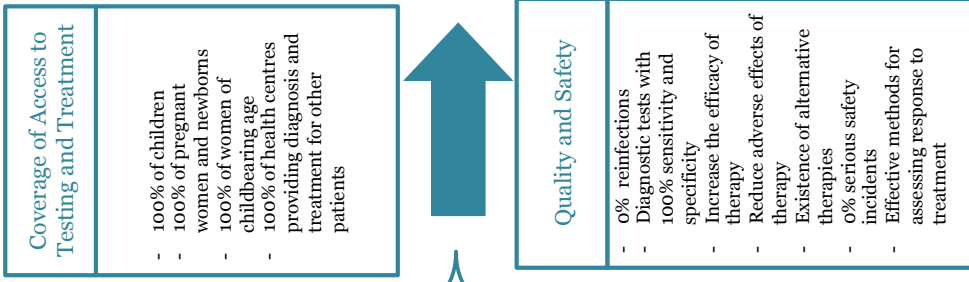 Coverage of Access to
Testing and Treatment
- 100% of children
- 100% of pregnant
women and newborns
- 100% of women of
childbearing age
- 100% of health centres
providing diagnosis and
treatment for other
patients
Quality and Safety
- 0% reinfections
- Diagnostic tests with
100% sensitivity and
specificity
- Increase the efficacy of
therapy
- Reduce adverse effects of
therapy
- Existence of alternative
therapies
- 0% serious safety
incidents
- Effective methods for
assessing response to
treatment